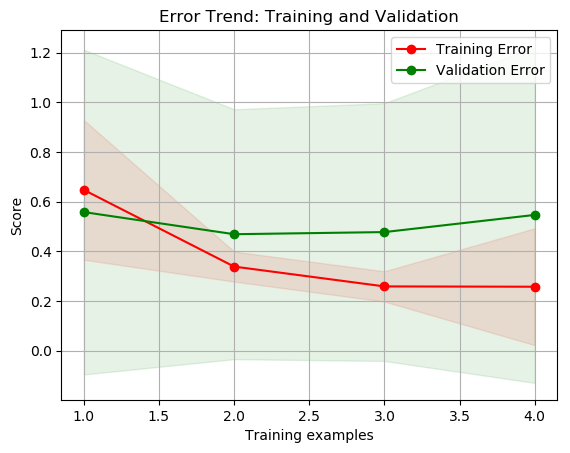 Error Trend: Training and Validation
Training Error
Validation Error
Score
1.2
1.0
0.8
0.6
0.4
0.2
0.0
1.0 1.5 2.0 2.5 3.0 3.5 4.0
Training examples